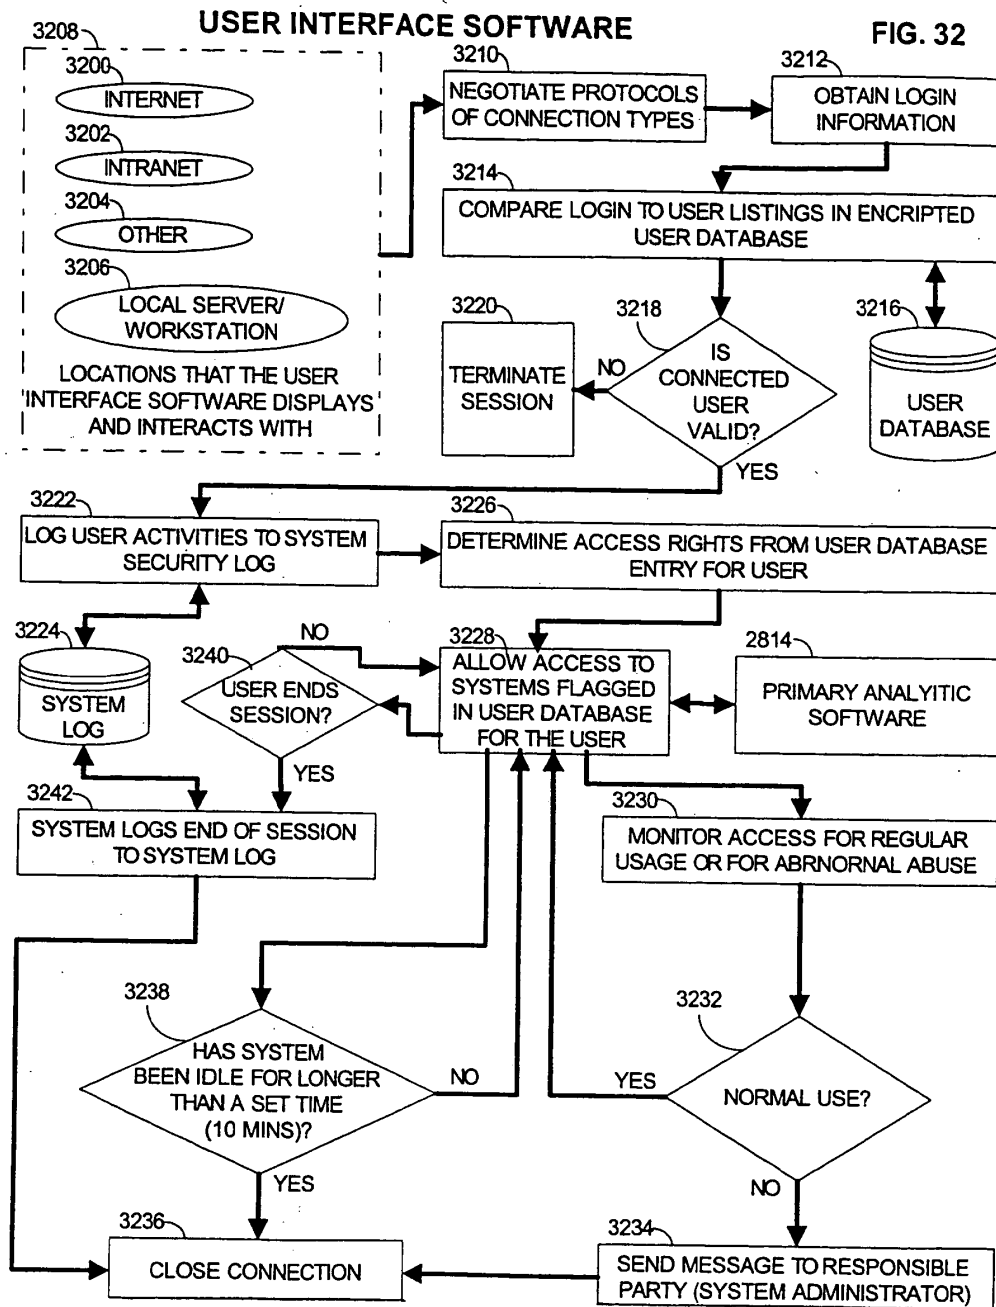 USER INTERFACE SOFTWARE
FIG. 32
3208
3200
INTERNET
3202
INTRANET
3204
OTHER
3206
LOCAL SERVER/
WORKSTATION
LOCATIONS THAT THE USER
INTERFACE SOFTWARE DISPLAYS
AND INTERACTS WITH
3210
NEGOTIATE PROTOCOLS
OF CONNECTION TYPES
3212
OBTAIN LOGIN
INFORMATION
3214
COMPARE LOGIN TO USER LISTINGS IN ENCRIPTED
USER DATABASE
3216
USER
DATABASE
3218
IS
CONNECTED
USER
VALID?
NO
YES
3220
TERMINATE
SESSION
3222
LOG USER ACTIVITIES TO SYSTEM
SECURITY LOG
3226
DETERMINE ACCESS RIGHTS FROM USER DATABASE
ENTRY FOR USER
3224
SYSTEM
LOG
3240
USER ENDS
SESSION?
NO
YES
3228
ALLOW ACCESS TO
SYSTEMS FLAGGED
IN USER DATABASE
FOR THE USER
2814
PRIMARY ANALYITIC
SOFTWARE
3242
SYSTEM LOGS END OF SESSION
TO SYSTEM LOG
3230
MONITOR ACCESS FOR REGULAR
USAGE OR FOR ABRNORNAL ABUSE
3238
HAS SYSTEM
BEEN IDLE FOR LONGER
THAN A SET TIME
(10 MINS)?
NO
YES
3232
NORMAL USE?
YES
NO
3236
CLOSE CONNECTION
3234
SEND MESSAGE TO RESPONSIBLE
PARTY (SYSTEM ADMINISTRATOR)